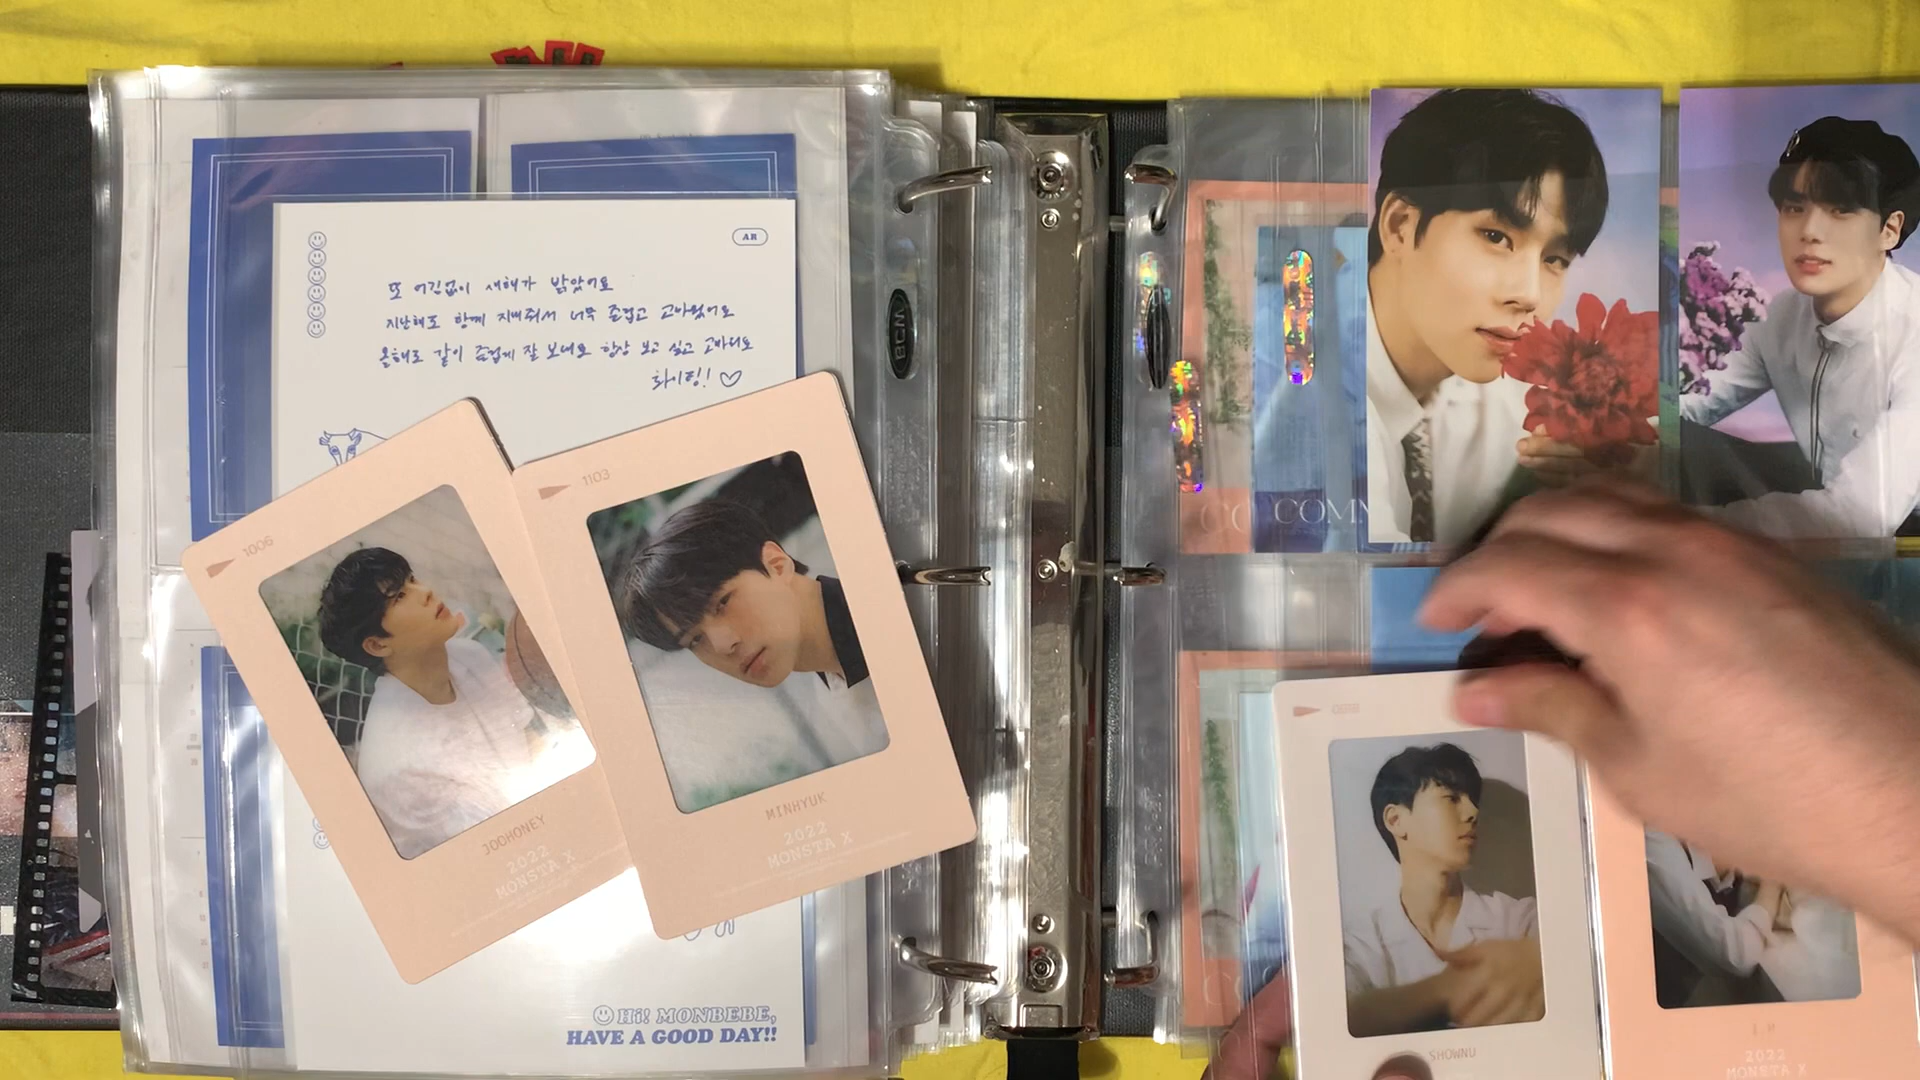 AR
또 어김없이 새해가 밝았어요
지난해도 함께 지내줘서 너무 즐겁고 고마웠어요
올해도 같이 즐겁게 잘 보내요 항상 보고 싶고 고마워요
화이팅! ♡
1006
JOOHONEY
2022
MONSTA X
1103
MINHYUK
2022
MONSTA X
Hi! MONBEBE,
HAVE A GOOD DAY!!
BCW
COMM
SHOWNU
I.M
2022
MONSTA X